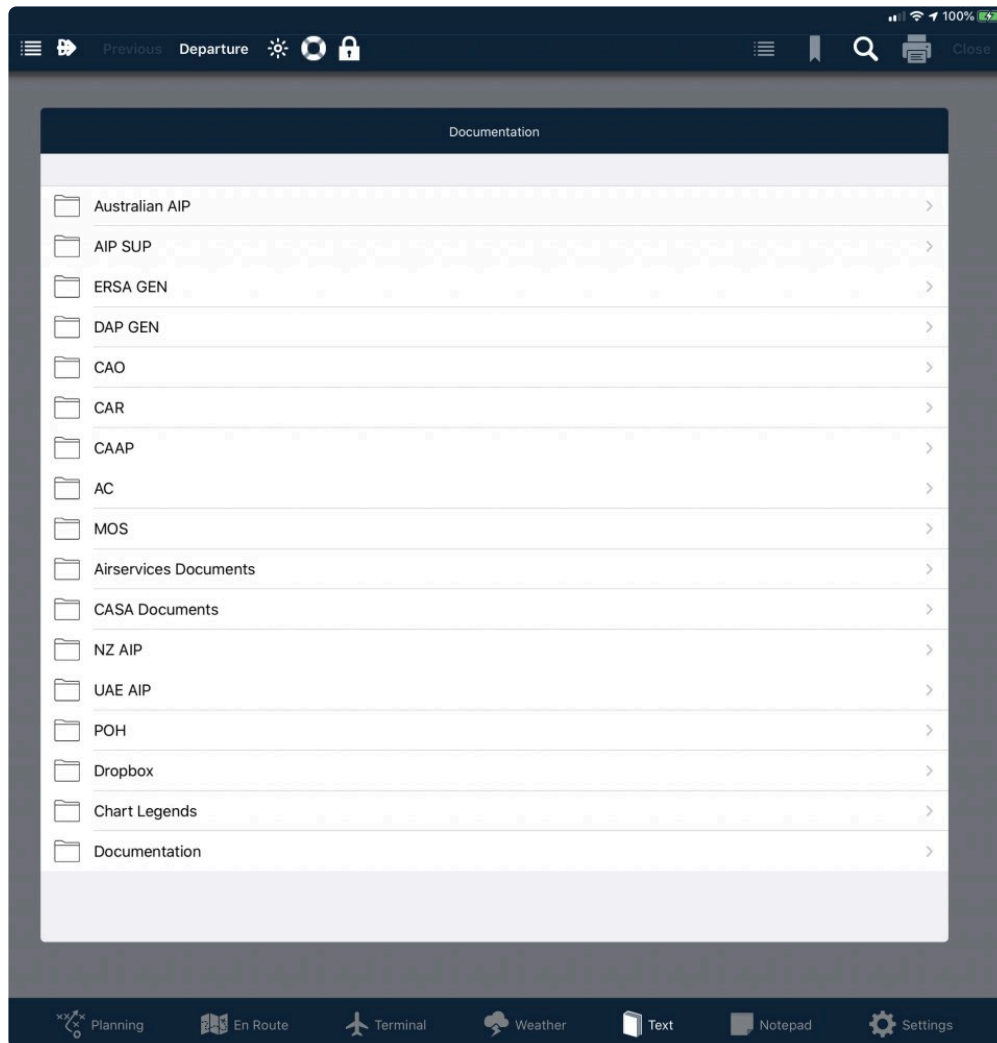 100%
Previous Departure Close
Documentation
Australian AIP
AIP SUP
ERSA GEN
DAP GEN
CAO
CAR
CAAP
AC
MOS
Airservices Documents
CASA Documents
NZ AIP
UAE AIP
POH
Dropbox
Chart Legends
Documentation
Planning En Route Terminal Weather Text Notepad Settings